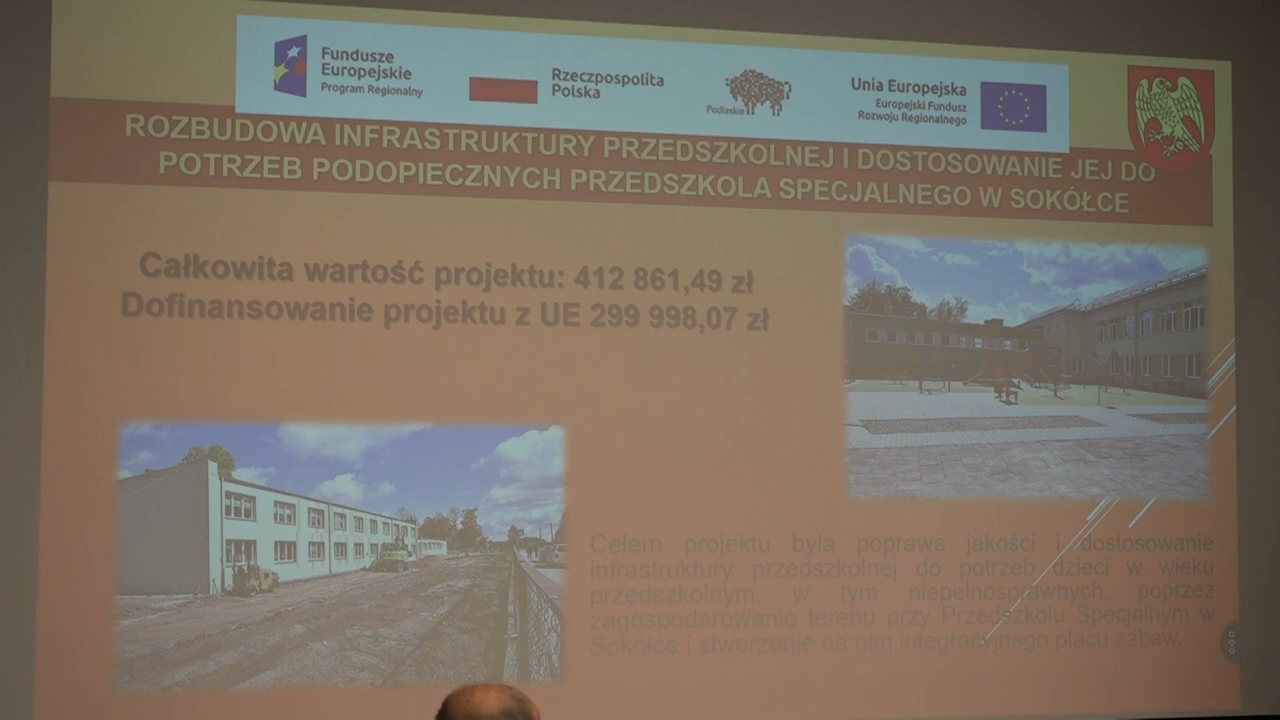 Fundusze
Europejskie
Program Regionalny
Rzeczpospolita
Polska
Podlaskie
Unia Europejska
Europejski Fundusz
Rozwoju Regionalnego
ROZBUDOWA INFRASTRUKTURY PRZEDSZKOLNEJ I DOSTOSOWANIE JEJ DO
POTRZEB PODOPIECZNYCH PRZEDSZKOLA SPECJALNEGO W SOKÓŁCE
Całkowita wartość projektu: 412 861,49 zł
Dofinansowanie projektu z UE 299 998,07 zł
Celem projektu była poprawa jakości i dostosowanie
infrastruktury przedszkolnej do potrzeb dzieci w wieku
przedszkolnym, w tym niepełnosprawnych, poprzez
zagospodarowanie terenu przy Przedszkolu Specjalnym w
Sokółce i stworzenie na nim integracyjnego placu zabaw.